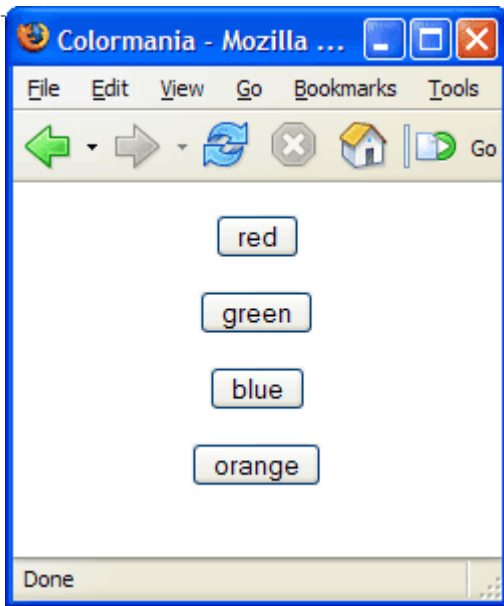 Colormania - Mozilla ...
File Edit View Go Bookmarks Tools
Go
red
green
blue
orange
Done